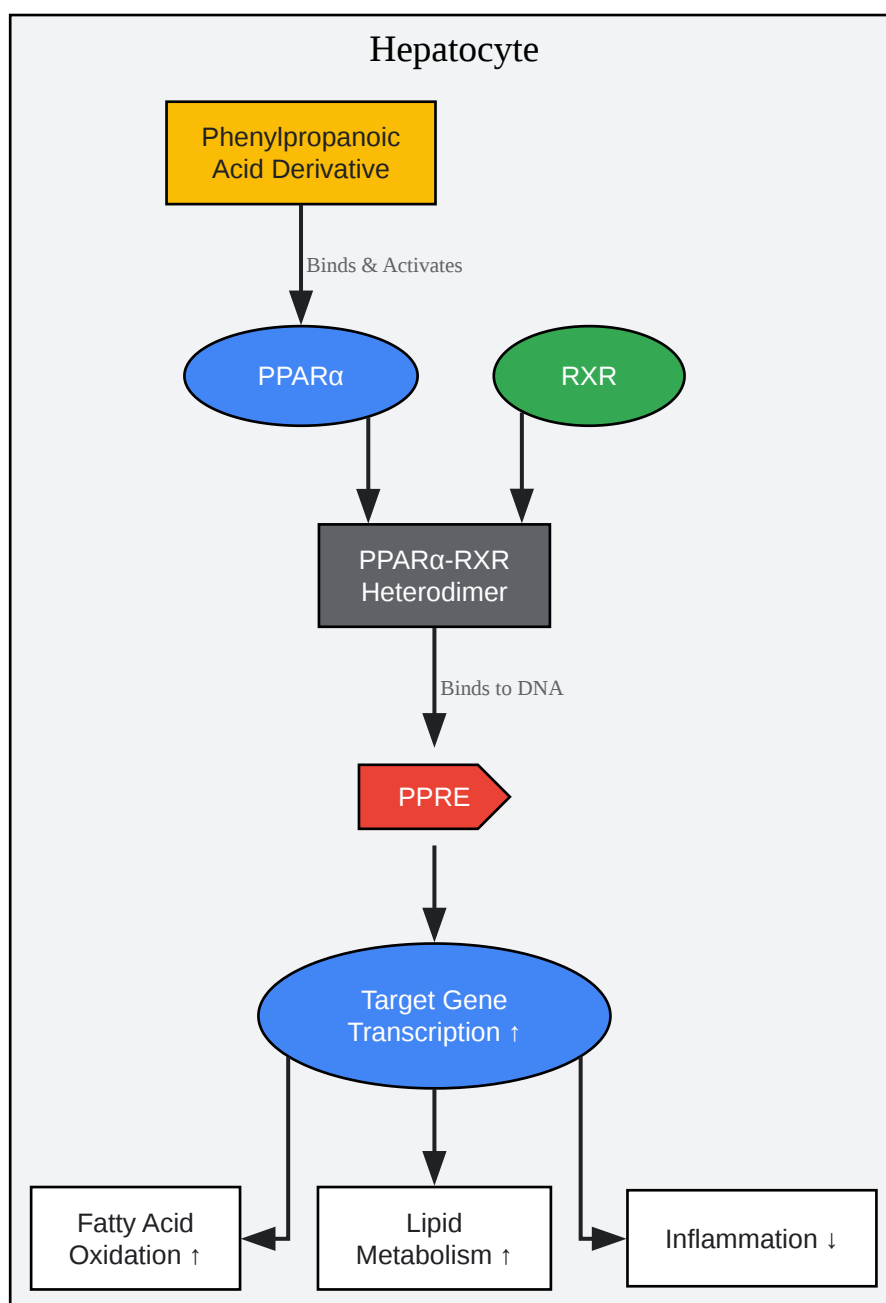 Hepatocyte
Phenylpropanoic
Acid Derivative
Binds & Activates
PPARα
RXR
PPARα-RXR
Heterodimer
Binds to DNA
PPRE
Target Gene
Transcription ↑
Fatty Acid
Oxidation ↑
Lipid
Metabolism ↑
Inflammation ↓